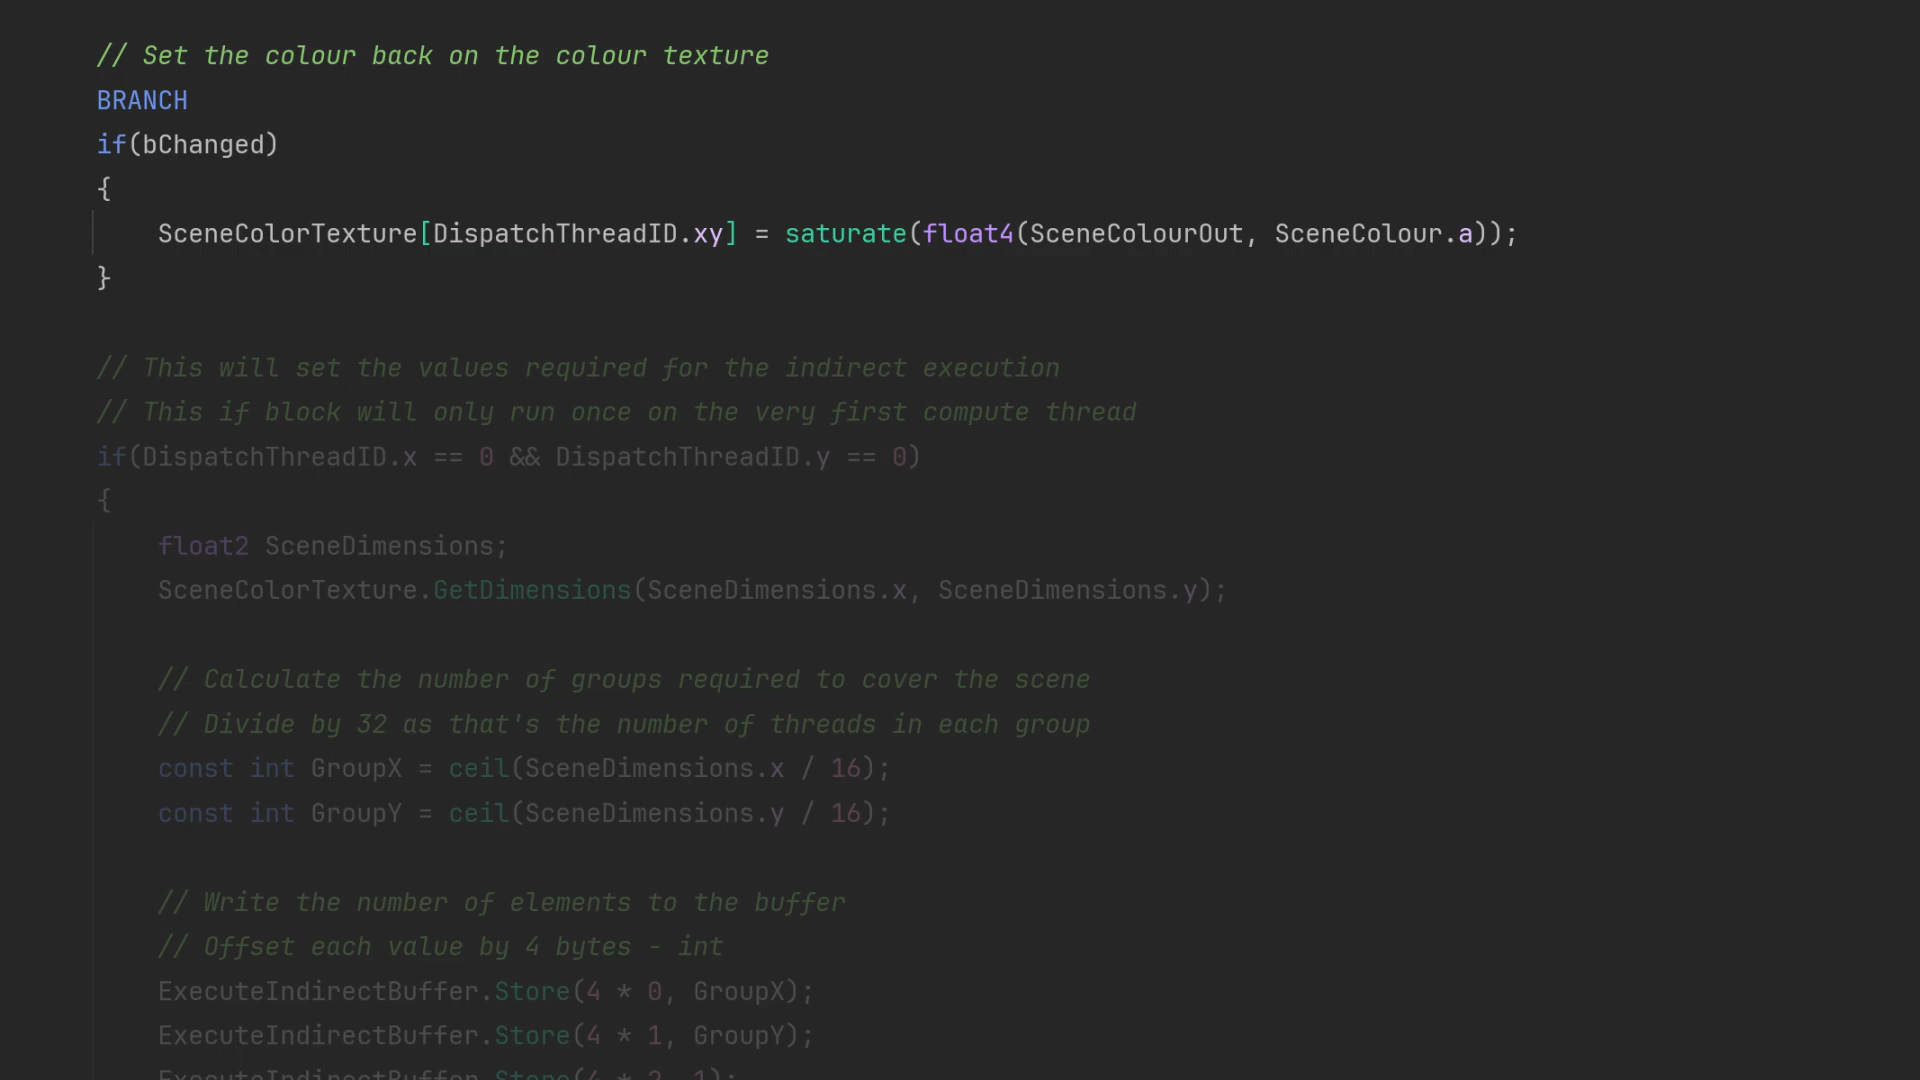 // Set the colour back on the colour texture
BRANCH
if(bChanged)
{
    SceneColorTexture[DispatchThreadID.xy] = saturate(float4(SceneColourOut, SceneColour.a));
}
// This will set the values required for the indirect execution
// This if block will only run once on the very first compute thread
if(DispatchThreadID.x == 0 && DispatchThreadID.y == 0)
{
    float2 SceneDimensions;
    SceneColorTexture.GetDimensions(SceneDimensions.x, SceneDimensions.y);
    // Calculate the number of groups required to cover the scene
    // Divide by 32 as that's the number of threads in each group
    const int GroupX = ceil(SceneDimensions.x / 16);
    const int GroupY = ceil(SceneDimensions.y / 16);
    // Write the number of elements to the buffer
    // Offset each value by 4 bytes - int
    ExecuteIndirectBuffer.Store(4 * 0, GroupX);
    ExecuteIndirectBuffer.Store(4 * 1, GroupY);
    ExecuteIndirectBuffer.Store(4 * 2, 1);